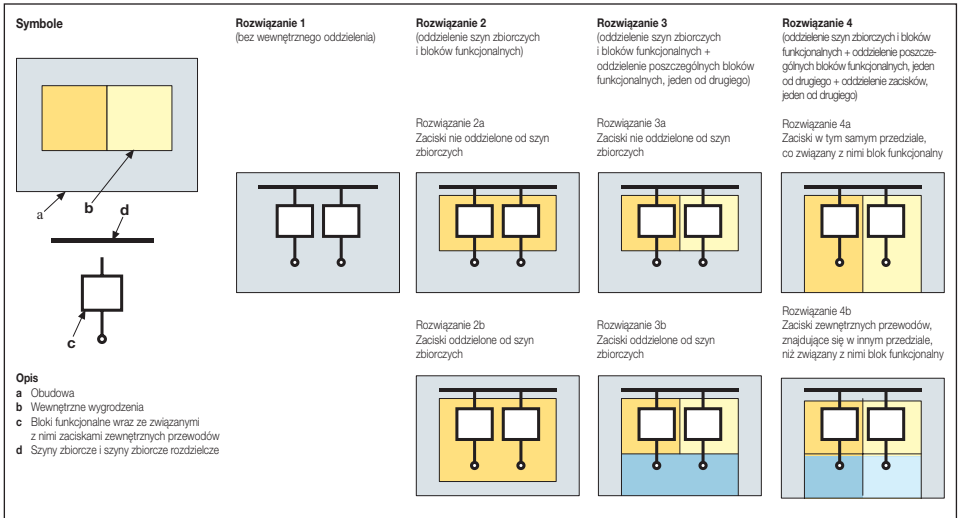 Symbole
a
b
d
c
Opis
a Obudowa
b Wewnętrzne wygrodzenia
c Bloki funkcjonalne wraz ze związanymi
z nimi zaciskami zewnętrznych przewodów
d Szyny zbiorcze i szyny zbiorcze rozdzielcze
Rozwiązanie 1
(bez wewnętrznego oddzielenia)
Rozwiązanie 2
(oddzielenie szyn zbiorczych
i bloków funkcjonalnych)
Rozwiązanie 2a
Zaciski nie oddzielone od szyn
zbiorczych
Rozwiązanie 2b
Zaciski oddzielone od szyn
zbiorczych
Rozwiązanie 3
(oddzielenie szyn zbiorczych
i bloków funkcjonalnych +
oddzielenie poszczególnych bloków
funkcjonalnych, jeden od drugiego)
Rozwiązanie 3a
Zaciski nie oddzielone od szyn
zbiorczych
Rozwiązanie 3b
Zaciski oddzielone od szyn
zbiorczych
Rozwiązanie 4
(oddzielenie szyn zbiorczych i bloków
funkcjonalnych + oddzielenie poszcze-
gólnych bloków funkcjonalnych, jeden
od drugiego + oddzielenie zacisków,
jeden od drugiego)
Rozwiązanie 4a
Zaciski w tym samym przedziale,
co związany z nimi blok funkcjonalny
Rozwiązanie 4b
Zaciski zewnętrznych przewodów,
znajdujące się w innym przedziale,
niż związany z nimi blok funkcjonalny